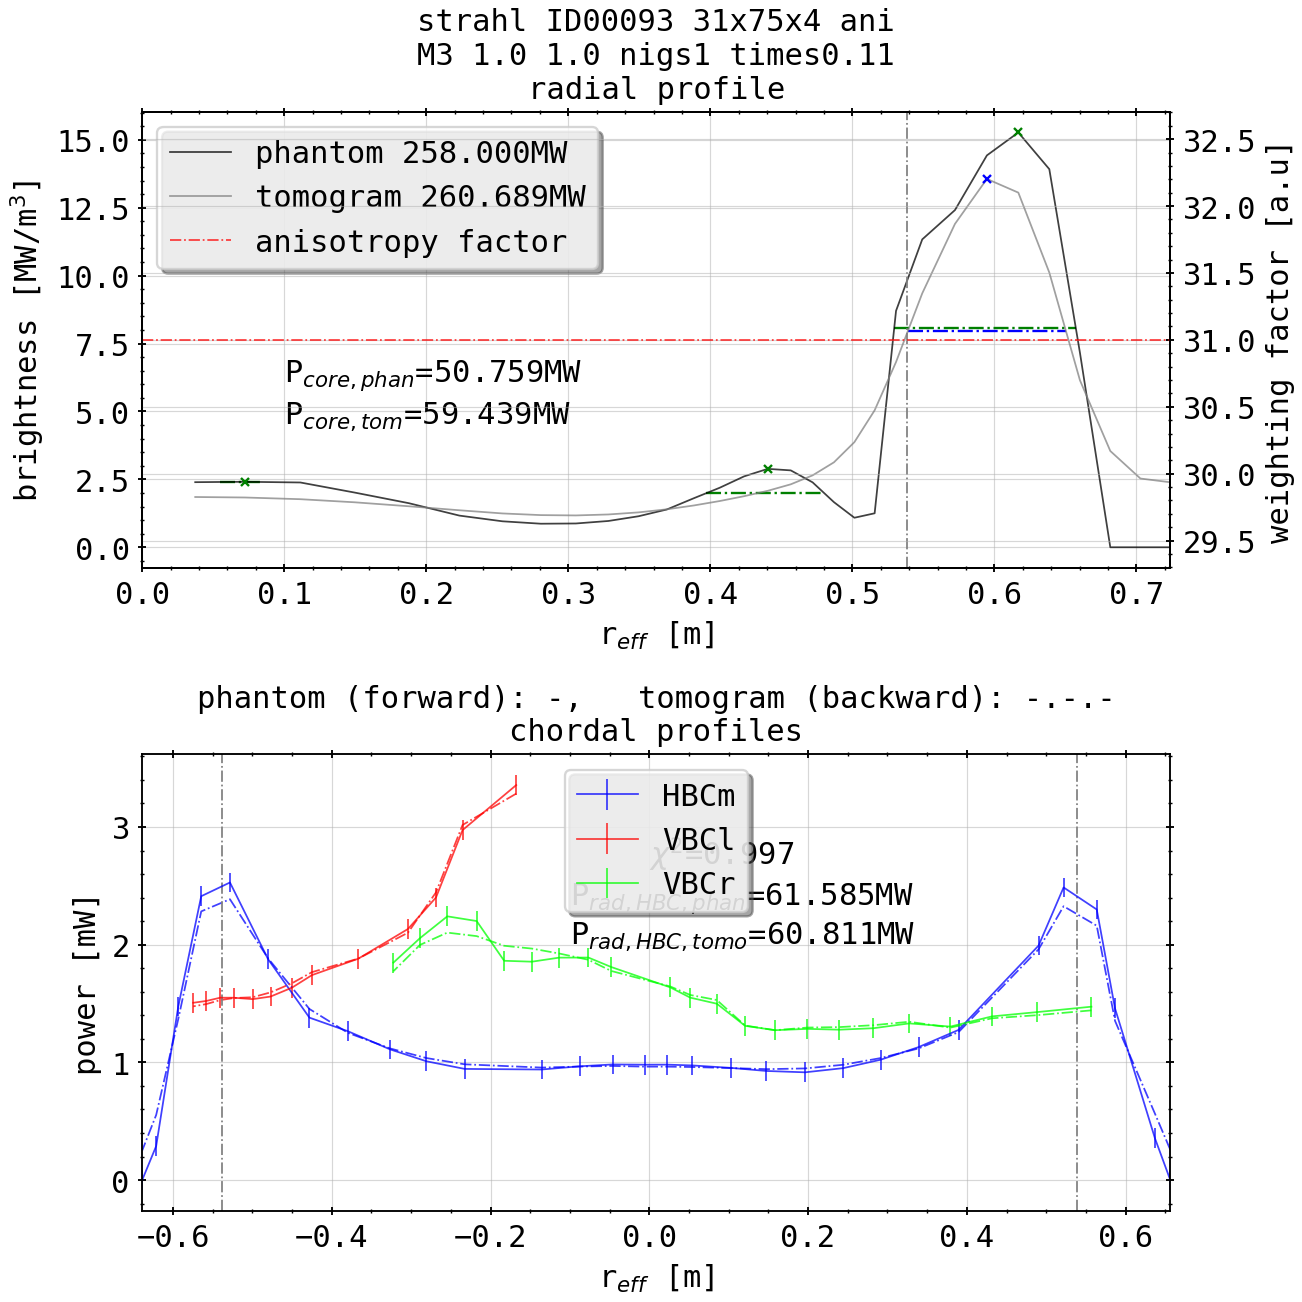 strahl ID00093 31x75x4 ani
M3 1.0 1.0 nigs1 times0.11
radial profile
phantom 258.000MW
tomogram 260.689MW
anisotropy factor
P_core,phan=50.759MW
P_core,tom=59.439MW
brightness [MW/m³]
15.0
12.5
10.0
7.5
5.0
2.5
0.0
weighting factor [a.u]
32.5
32.0
31.5
31.0
30.5
30.0
29.5
0.0 0.1 0.2 0.3 0.4 0.5 0.6 0.7
r_eff [m]
phantom (forward): -, tomogram (backward): -.-.-
chordal profiles
HBCm
VBCl
VBCr
χ²=0.997
P_rad,HBC,phan=61.585MW
P_rad,HBC,tomo=60.811MW
power [mW]
3
2
1
0
−0.6 −0.4 −0.2 0.0 0.2 0.4 0.6
r_eff [m]